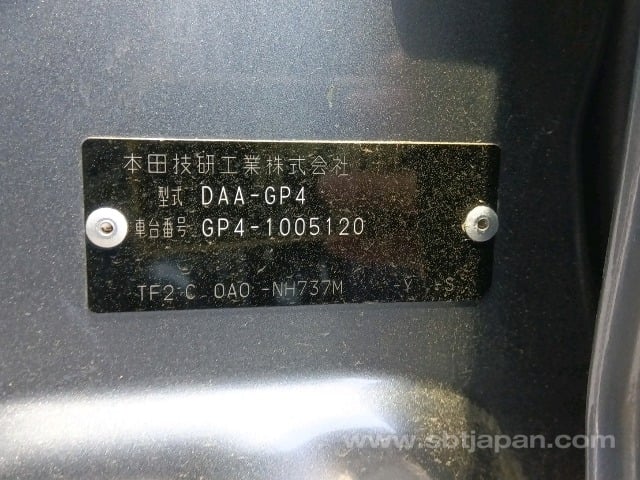 本田技研工業株式会社
型式 DAA-GP4
車台番号 GP4-1005120
TF2 C 0A0 -NH737M -Y -S
www.sbtjapan.com